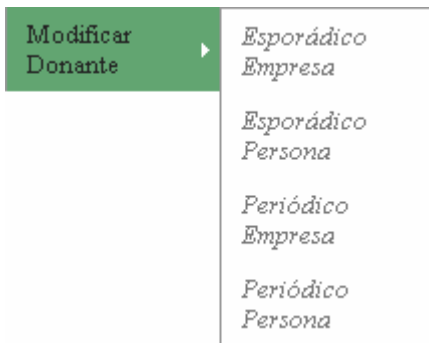 Modificar
Donante
Esporádico
Empresa
Esporádico
Persona
Periódico
Empresa
Periódico
Persona